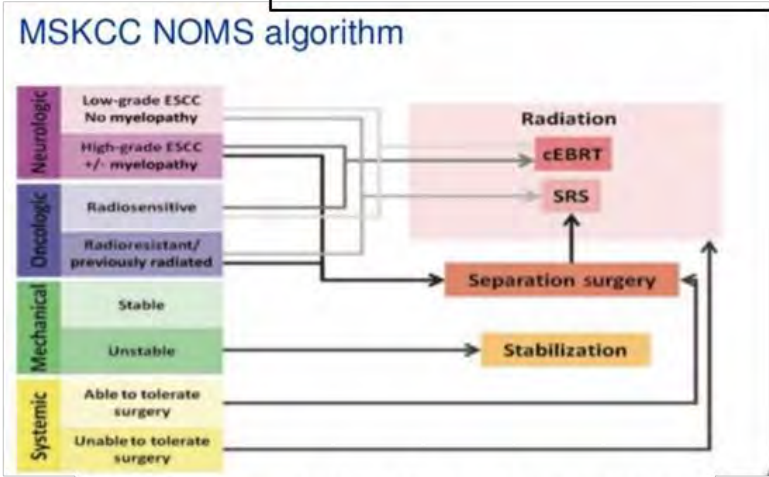 MSKCC NOMS algorithm
Neurologic
Low-grade ESCC
No myelopathy
High-grade ESCC
+/- myelopathy
Oncologic
Radiosensitive
Radioresistant/
previously radiated
Mechanical
Stable
Unstable
Systemic
Able to tolerate
surgery
Unable to tolerate
surgery
Radiation
cEBRT
SRS
Separation surgery
Stabilization